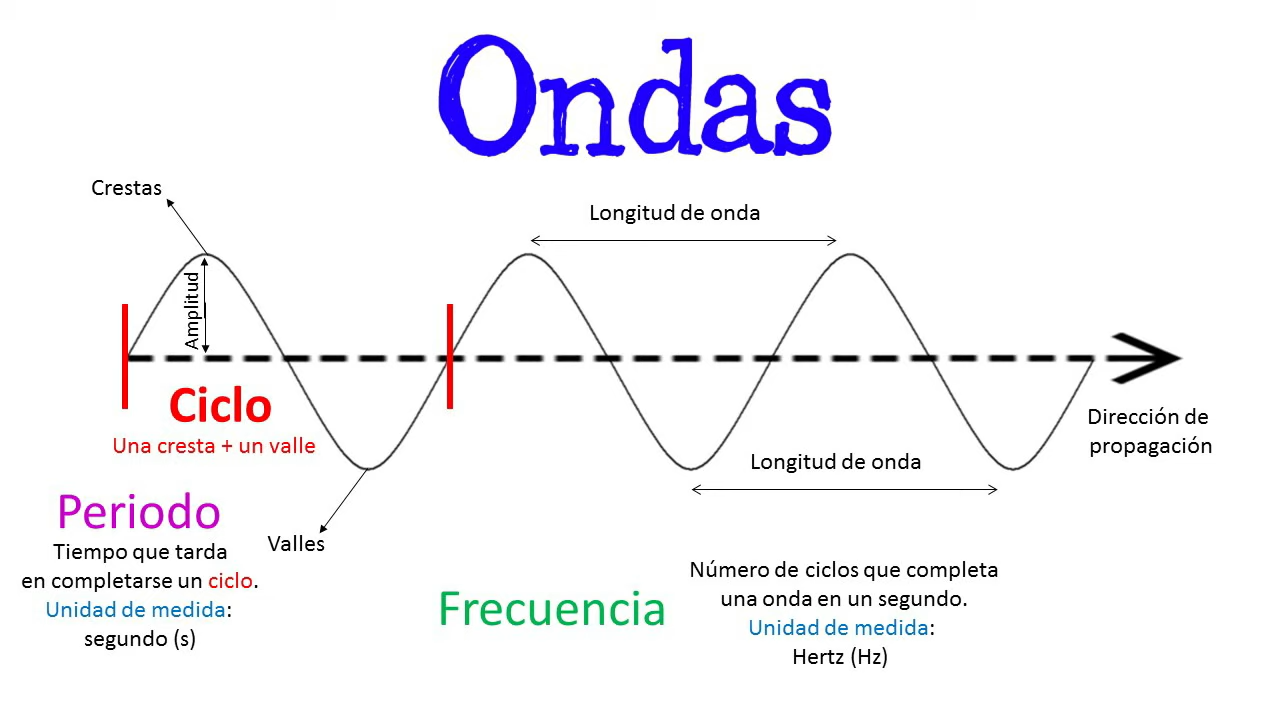 Ondas
Crestas
Longitud de onda
Amplitud
Ciclo
Una cresta + un valle
Dirección de
propagación
Longitud de onda
Periodo
Tiempo que tarda
en completarse un ciclo.
Unidad de medida:
segundo (s)
Valles
Frecuencia
Número de ciclos que completa
una onda en un segundo.
Unidad de medida:
Hertz (Hz)